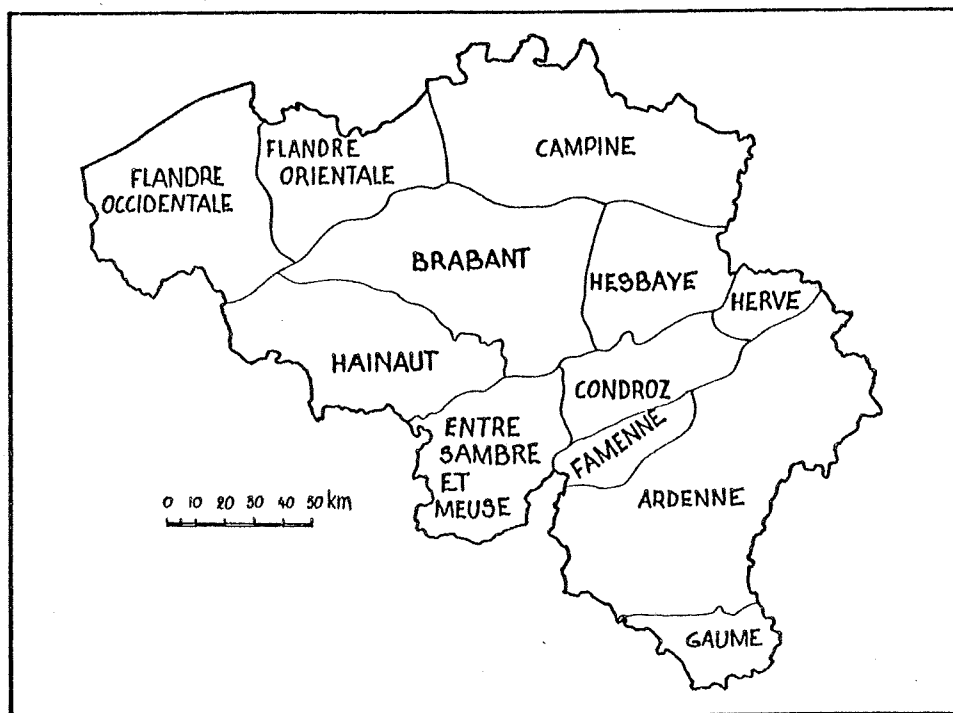 CAMPINE
FLANDRE
ORIENTALE
FLANDRE
OCCIDENTALE
BRABANT
HESBAYE
HERVE
HAINAUT
CONDROZ
ENTRE
SAMBRE
ET
MEUSE
FAMENNE
ARDENNE
0 10 20 30 40 50 km
GAUME